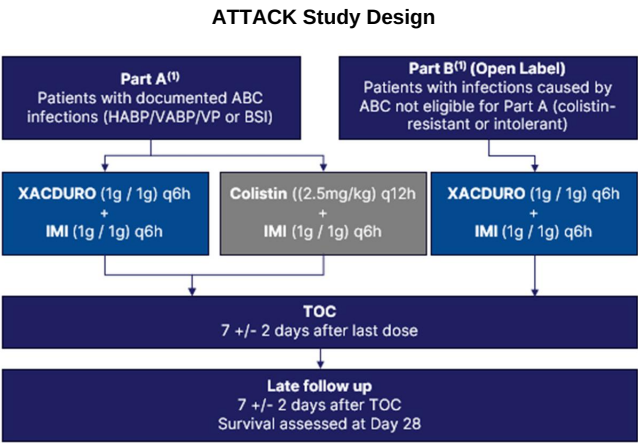 ATTACK Study Design
Part A(1)
Patients with documented ABC
infections (HABP/VABP/VP or BSI)
Part B(1) (Open Label)
Patients with infections caused by
ABC not eligible for Part A (colistin-
resistant or intolerant)
XACDURO (1g / 1g) q6h
+
IMI (1g / 1g) q6h
Colistin ((2.5mg/kg) q12h
+
IMI (1g / 1g) q6h
XACDURO (1g / 1g) q6h
+
IMI (1g / 1g) q6h
TOC
7 +/- 2 days after last dose
Late follow up
7 +/- 2 days after TOC
Survival assessed at Day 28